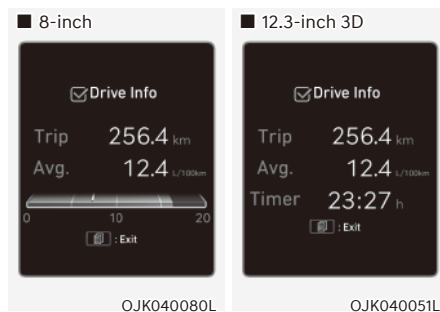 ■ 8-inch
Drive Info
Trip 256.4 km
Avg. 12.4 L/100km
0 10 20
: Exit
OJK040080L
■ 12.3-inch 3D
Drive Info
Trip 256.4 km
Avg. 12.4 L/100km
Timer 23:27 h
: Exit
OJK040051L